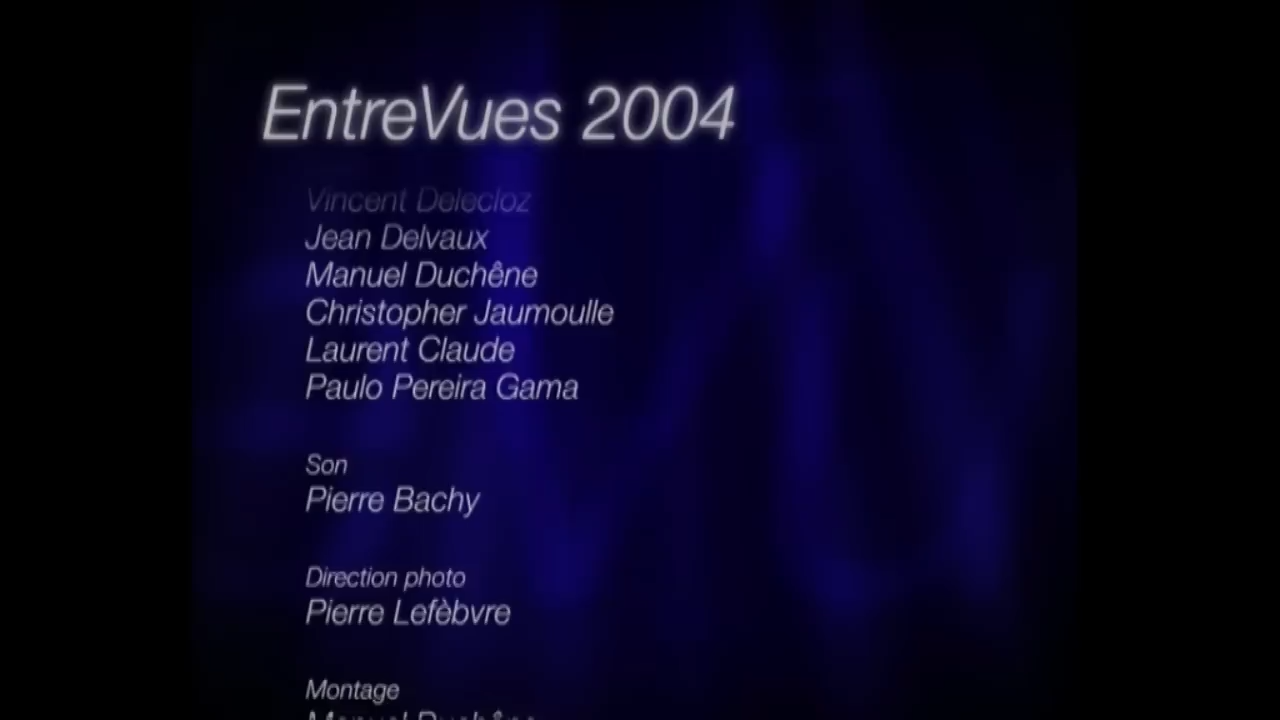 EntreVues 2004
Vincent Delecloz
Jean Delvaux
Manuel Duchêne
Christopher Jaumoulle
Laurent Claude
Paulo Pereira Gama
Son
Pierre Bachy
Direction photo
Pierre Lefèbvre
Montage